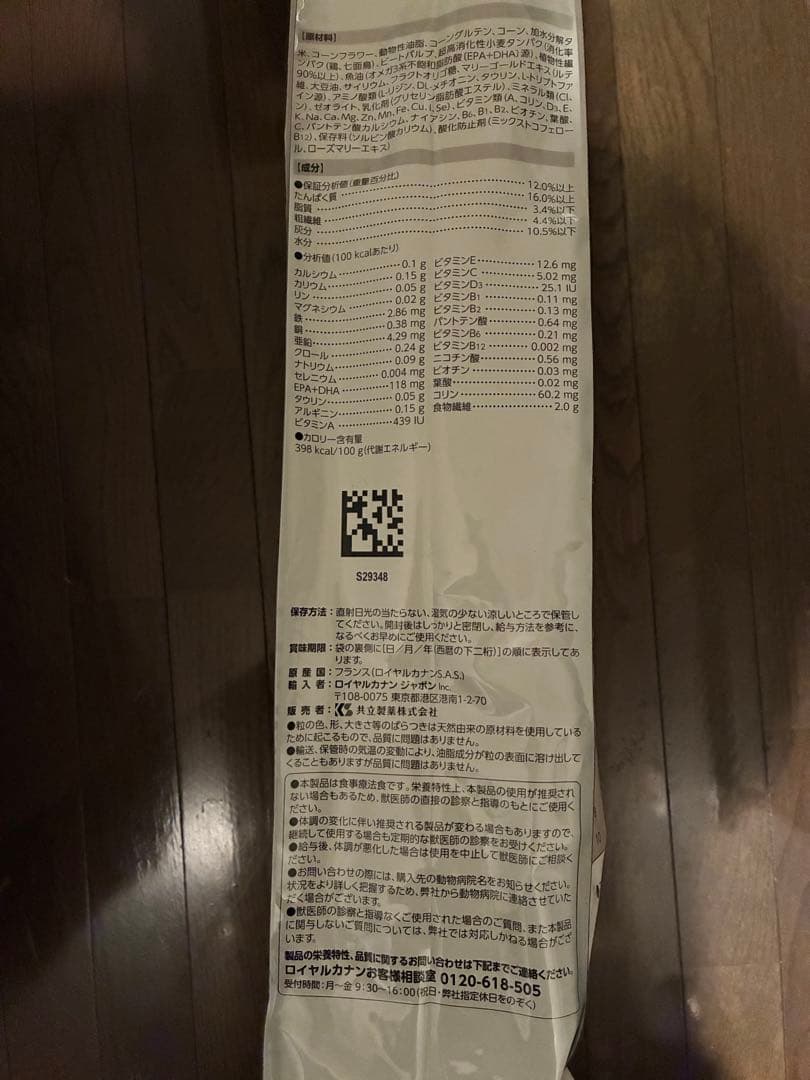 【原材料】
米、コーンフラワー、動物性油脂、コーングルテン、コーン、加水分解タ
ンパク(鶏、七面鳥)、ビートパルプ、超高消化性小麦タンパク(消化率
90%以上)、魚油(オメガ3系不飽和脂肪酸(EPA+DHA)源)、植物性繊
維、大豆油、サイリウム、フラクトオリゴ糖、マリーゴールドエキス(ルテ
イン源)、アミノ酸類(L-リジン、DL-メチオニン、タウリン、L-トリプトファ
ン)、ゼオライト、乳化剤(グリセリン脂肪酸エステル)、ミネラル類(Cl、
K、Na、Ca、Mg、Zn、Mn、Fe、Cu、I、Se)、ビタミン類(A、コリン、D3、E、
C、パントテン酸カルシウム、ナイアシン、B6、B1、B2、ビオチン、葉酸、
B12)、保存料(ソルビン酸カリウム)、酸化防止剤(ミックストコフェロー
ル、ローズマリーエキス)
【成分】
●保証分析値(重量百分比)
たんぱく質 12.0%以上
脂質 16.0%以上
粗繊維 3.4%以下
灰分 4.4%以下
水分 10.5%以下
●分析値(100 kcalあたり)
カルシウム 0.1 g
カリウム 0.15 g
リン 0.05 g
マグネシウム 0.02 g
鉄 2.86 mg
銅 0.38 mg
亜鉛 4.29 mg
クロール 0.24 g
ナトリウム 0.09 g
セレニウム 0.004 mg
EPA+DHA 118 mg
タウリン 0.05 g
アルギニン 0.15 g
ビタミンA 439 IU
ビタミンE 12.6 mg
ビタミンC 5.02 mg
ビタミンD3 25.1 IU
ビタミンB1 0.11 mg
ビタミンB2 0.13 mg
パントテン酸 0.64 mg
ビタミンB6 0.21 mg
ビタミンB12 0.002 mg
ニコチン酸 0.56 mg
ビオチン 0.03 mg
葉酸 0.02 mg
コリン 60.2 mg
食物繊維 2.0 g
●カロリー含有量
398 kcal/100 g(代謝エネルギー)
S29348
保存方法：直射日光の当たらない、湿気の少ない涼しいところで保管し
てください。開封後はしっかりと密閉し、給与方法を参考に、
なるべくお早めにご使用ください。
賞味期限：袋の裏側に[日/月/年(西暦の下二桁)]の順に表示してあ
ります。
原産国：フランス(ロイヤルカナンS.A.S.)
輸入者：ロイヤルカナン ジャポン Inc.
〒108-0075 東京都港区港南1-2-70
販売者：共立製薬株式会社
●粒の色、形、大きさ等のばらつきは天然由来の原材料を使用している
ために起こるもので、品質に問題はありません。
●輸送、保管時の気温の変動により、油脂成分が粒の表面に溶け出して
くることもありますが品質に問題はありません。
●本製品は食事療法食です。栄養特性上、本製品の使用が推奨され
ない場合もあるため、獣医師の直接の診察と指導のもとにご使用く
ださい。
●体調の変化に伴い推奨される製品が変わる場合もありますので、
継続して使用する場合も定期的な獣医師の診察をお受けください。
●給与後、体調が悪化した場合は使用を中止して獣医師にご相談く
ださい。
●お問い合わせの際には、購入先の動物病院名をお知らせください。
状況をより詳しく把握するため、弊社から動物病院に連絡させていた
だく場合がございます。
●獣医師の診察と指導なくご使用された場合のご質問、また本製品
に関与しないご質問については、弊社では対応しかねる場合がござ
います。
製品の栄養特性、品質に関するお問い合わせは下記までご連絡ください。
ロイヤルカナンお客様相談室 0120-618-505
受付時間：月～金 9:30～16:00(祝日・弊社指定休日をのぞく)